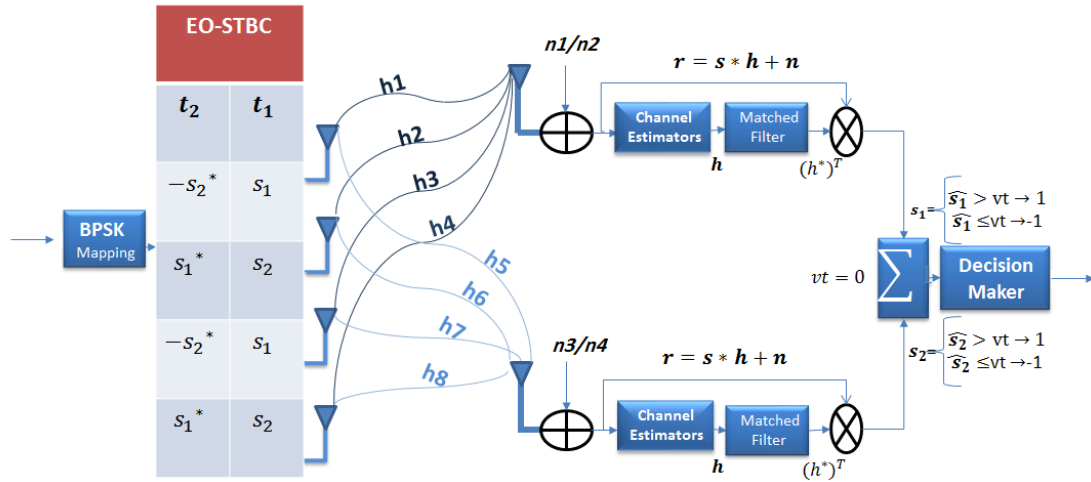 EO-STBC
t₂ t₁
−s₂* s₁
s₁* s₂
−s₂* s₁
s₁* s₂
BPSK
Mapping
h1
h2
h3
h4
h5
h6
h7
h8
n1/n2
r = s * h + n
Channel
Estimators
h
Matched
Filter
(h*)ᵀ
n3/n4
r = s * h + n
Channel
Estimators
h
Matched
Filter
(h*)ᵀ
s₁= { ŝ₁ > vt → 1
ŝ₁ ≤vt →-1
vt = 0
∑
Decision
Maker
s₂= { ŝ₂ > vt → 1
ŝ₂ ≤vt →-1